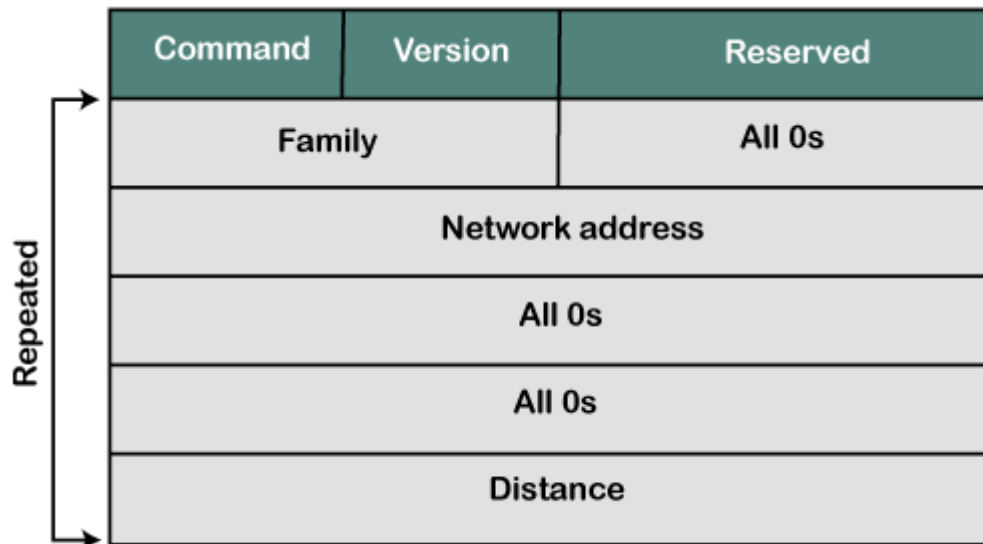 Command Version Reserved
Family All 0s
Network address
All 0s
All 0s
Distance
Repeated